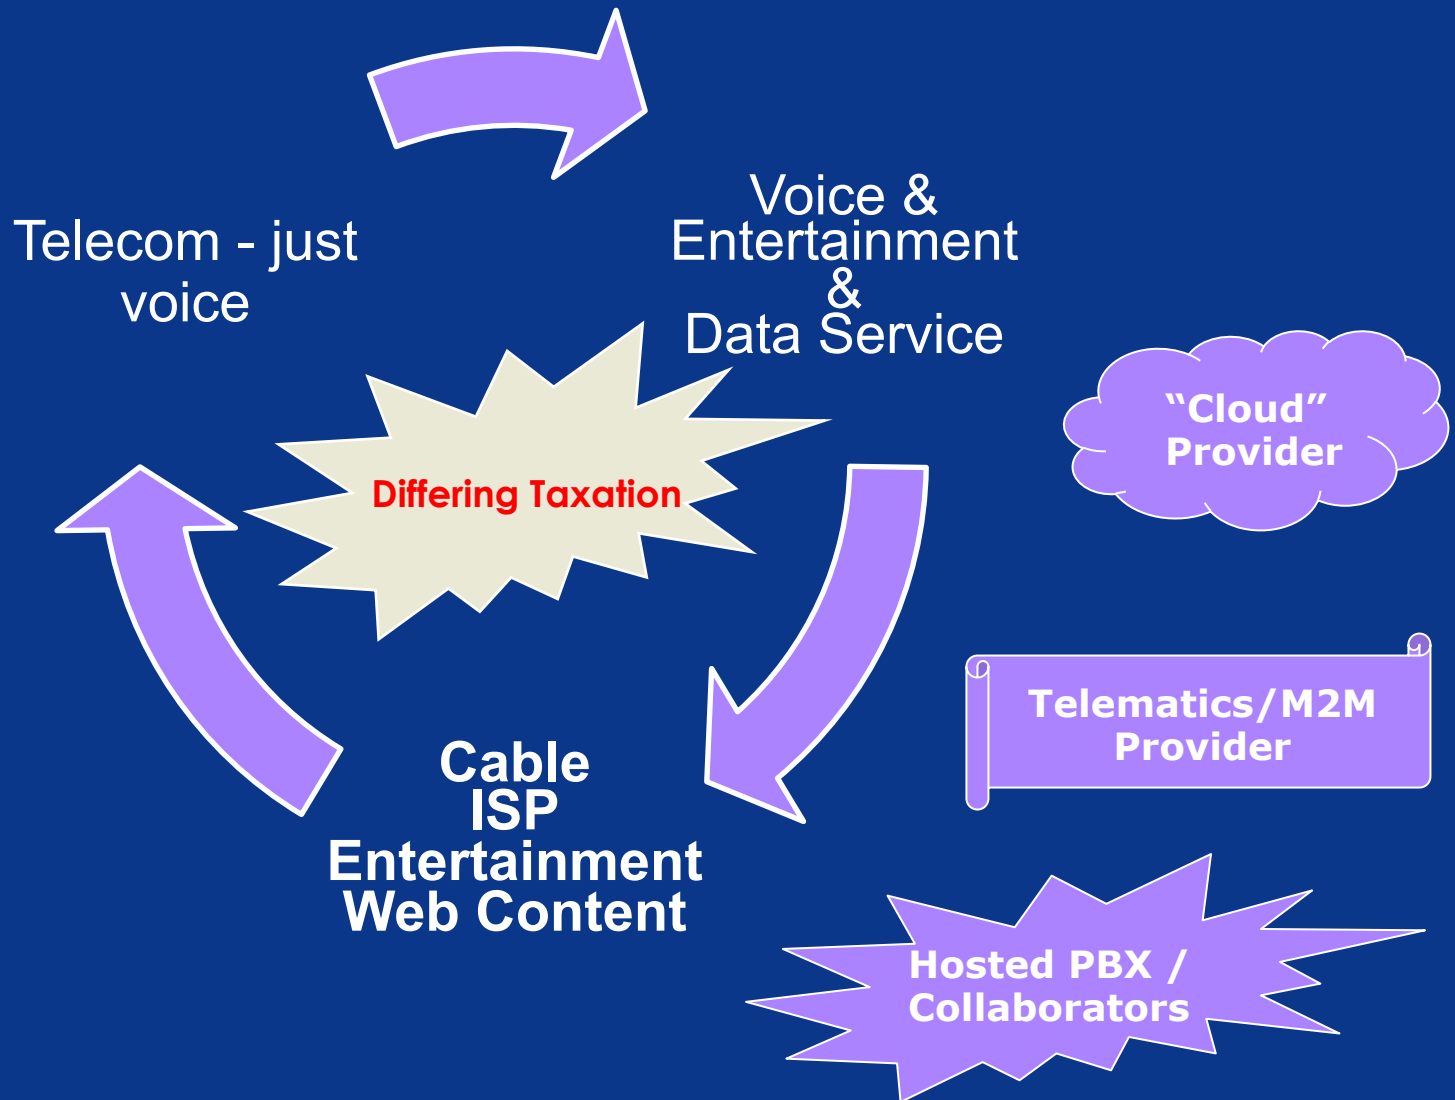 Telecom - just
voice
Voice &
Entertainment
&
Data Service
Differing Taxation
“Cloud”
Provider
Telematics/M2M
Provider
Cable
ISP
Entertainment
Web Content
Hosted PBX /
Collaborators